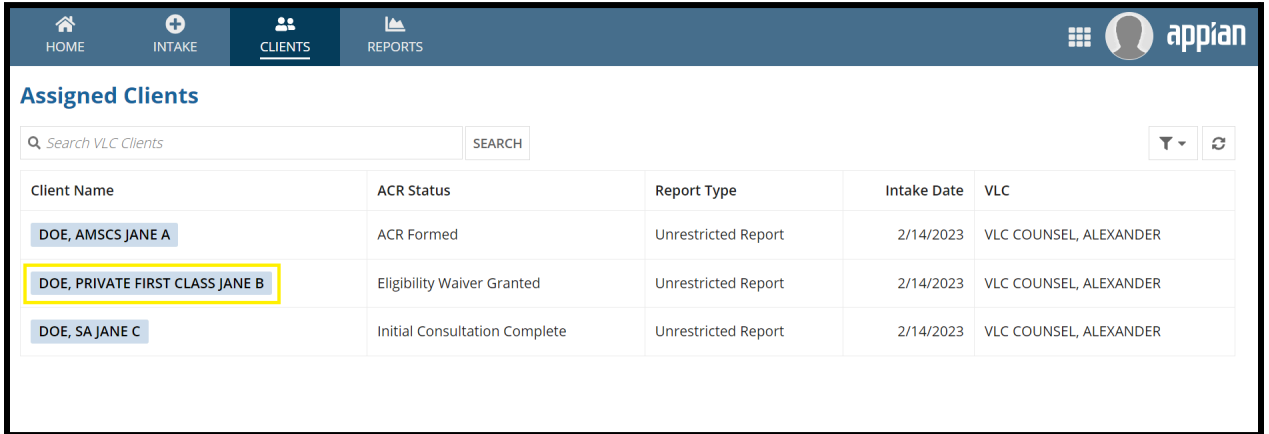 HOME INTAKE CLIENTS REPORTS appian
Assigned Clients
Search VLC Clients SEARCH
Client Name ACR Status Report Type Intake Date VLC
DOE, AMSCS JANE A ACR Formed Unrestricted Report 2/14/2023 VLC COUNSEL, ALEXANDER
DOE, PRIVATE FIRST CLASS JANE B Eligibility Waiver Granted Unrestricted Report 2/14/2023 VLC COUNSEL, ALEXANDER
DOE, SA JANE C Initial Consultation Complete Unrestricted Report 2/14/2023 VLC COUNSEL, ALEXANDER